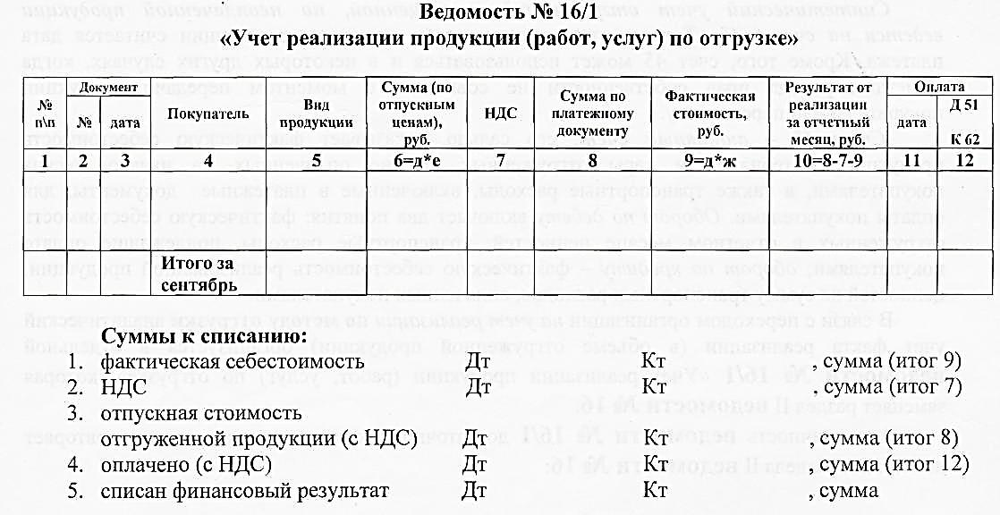 Ведомость № 16/1
«Учет реализации продукции (работ, услуг) по отгрузке»
№ п\п
Документ
№
дата
Покупатель
Вид продукции
Сумма (по отпускным ценам), руб.
НДС
Сумма по платежному документу
Фактическая стоимость, руб.
Результат от реализации за отчетный месяц, руб.
Оплата
дата
Д 51
К 62
1 2 3 4 5 6=д*е 7 8 9=д*ж 10=8-7-9 11 12
Итого за
сентябрь
Суммы к списанию:
1. фактическая себестоимость Дт Кт , сумма (итог 9)
2. НДС Дт Кт , сумма (итог 7)
3. отпускная стоимость
отгруженной продукции (с НДС) Дт Кт , сумма (итог 8)
4. оплачено (с НДС) Дт Кт , сумма (итог 12)
5. списан финансовый результат Дт Кт , сумма